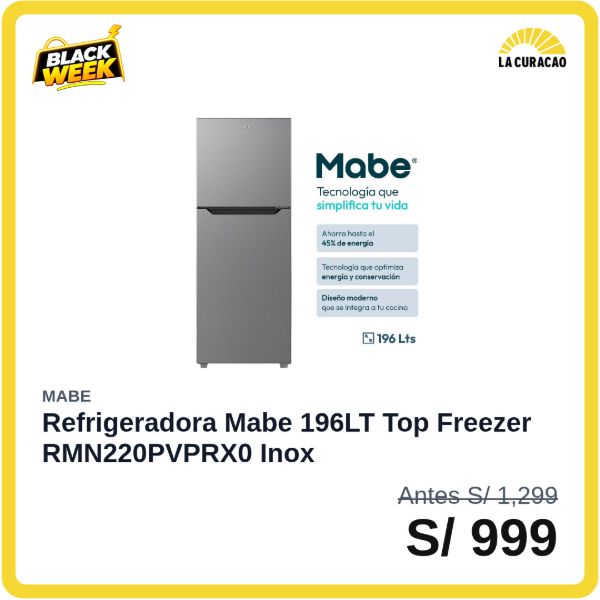 BLACK
WEEK
LA CURACAO
Mabe®
Tecnología que
simplifica tu vida
Ahorra hasta el
45% de energía
Tecnología que optimiza
energía y conservación
Diseño moderno
que se integra a tu cocina
196 Lts
MABE
Refrigeradora Mabe 196LT Top Freezer
RMN220PVPRX0 Inox
Antes S/ 1,299
S/ 999